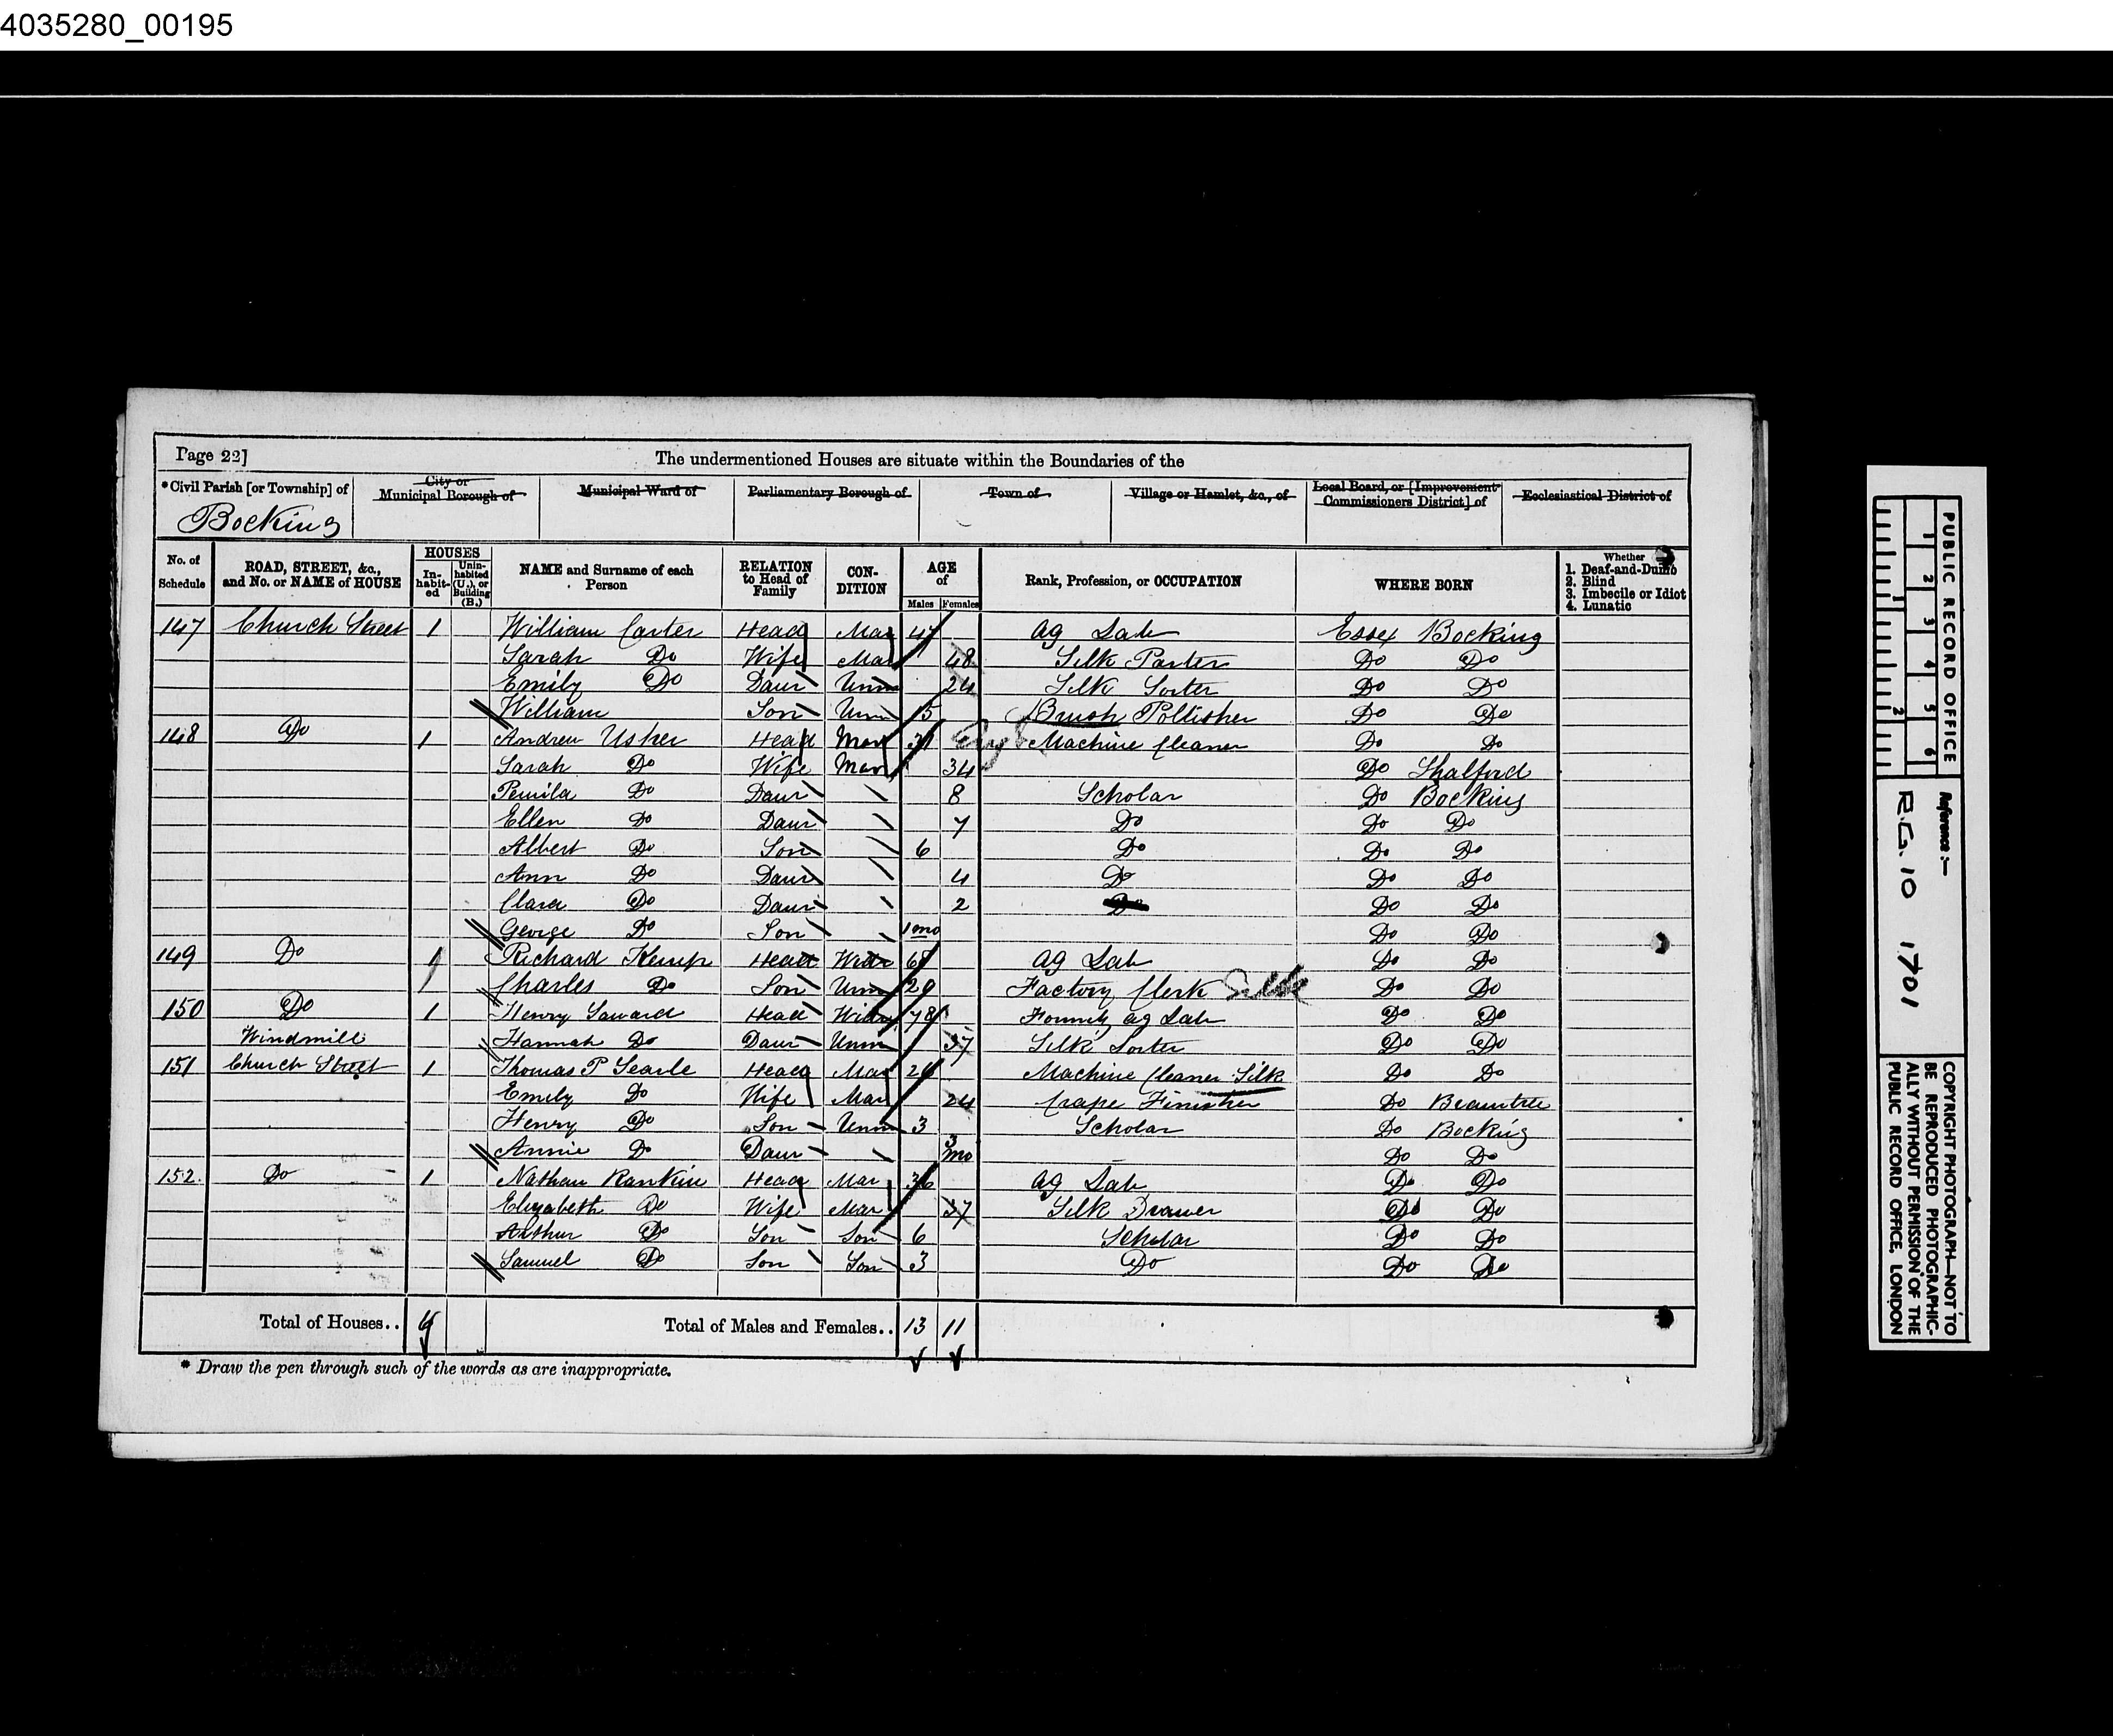 4035280_00195
Page 22]
The undermentioned Houses are situate within the Boundaries of the
*Civil Parish [or Township] of City or Municipal Borough of Municipal Ward of Parliamentary Borough of Town of Village or Hamlet, &c., of Local Board, or [Improvement Commissioners District] of Ecclesiastical District of
Bocking
No. of Schedule ROAD, STREET, &c., and No. or NAME of HOUSE HOUSES Inhabited Uninhabited (U.), or Building (B.) NAME and Surname of each Person RELATION to Head of Family CONDITION AGE of Males Females Rank, Profession, or OCCUPATION WHERE BORN Whether 1. Deaf-and-Dumb 2. Blind 3. Imbecile or Idiot 4. Lunatic
147 Church Street 1 William Carter Head Mar 47 Ag Lab Essex Bocking
Sarah Do Wife Mar 48 Silk Parter Do Do
Emily Do Daur Unm 24 Silk Sorter Do Do
William Son Unm 15 Brush Pollisher Do Do
148 Do 1 Andrew Usher Head Mar 31 Machine Cleaner Do Do
Sarah Do Wife Mar 34 Do Shalford
Do Daur 8 Scholar Do Bocking
Ellen Do Daur 7 Do Do Do
Albert Do Son 6 Do Do Do
Ann Do Daur 4 Do Do Do
Clara Do Daur 2 Do Do Do
George Do Son 1 mo Do Do
149 Do 1 Richard Kemp Head Widr Ag Lab Do Do
Charles Do Son Unm 29 Factory Clerk Silk Do Do
150 Do 1 Henry Saward Head Widr 78 Formerly Ag Lab Do Do
Windmill Hannah Do Daur Unm 37 Silk Sorter Do Do
151 Church Street 1 Thomas P Searle Head Mar Machine Cleaner Silk Do Do
Emily Do Wife Mar 24 Crape Finisher Do Braintree
Henry Do Son Unm 3 Scholar Do Bocking
Annie Do Daur 3 mo Do Do
152 Do 1 Nathan Rankin Head Mar 36 Ag Lab Do Do
Elizabeth Do Wife Mar 37 Silk Drawer Do Do
Arthur Do Son Son 6 Scholar Do Do
Samuel Do Son Son 3 Do Do Do
Total of Houses.. Total of Males and Females.. 13 11
* Draw the pen through such of the words as are inappropriate.
PUBLIC RECORD OFFICE
1 2 3 4 5 6
1 2
Reference :—
R.G. 10 1701
COPYRIGHT PHOTOGRAPH—NOT TO
BE REPRODUCED PHOTOGRAPHIC-
ALLY WITHOUT PERMISSION OF THE
PUBLIC RECORD OFFICE, LONDON